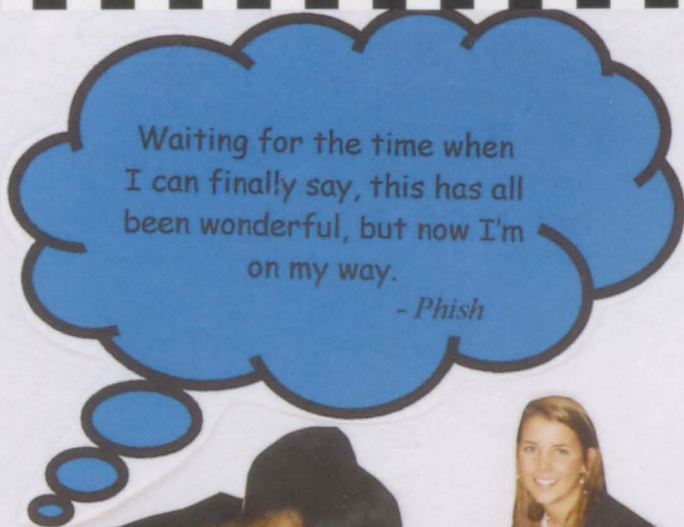 Waiting for the time when
I can finally say, this has all
been wonderful, but now I'm
on my way.
- Phish